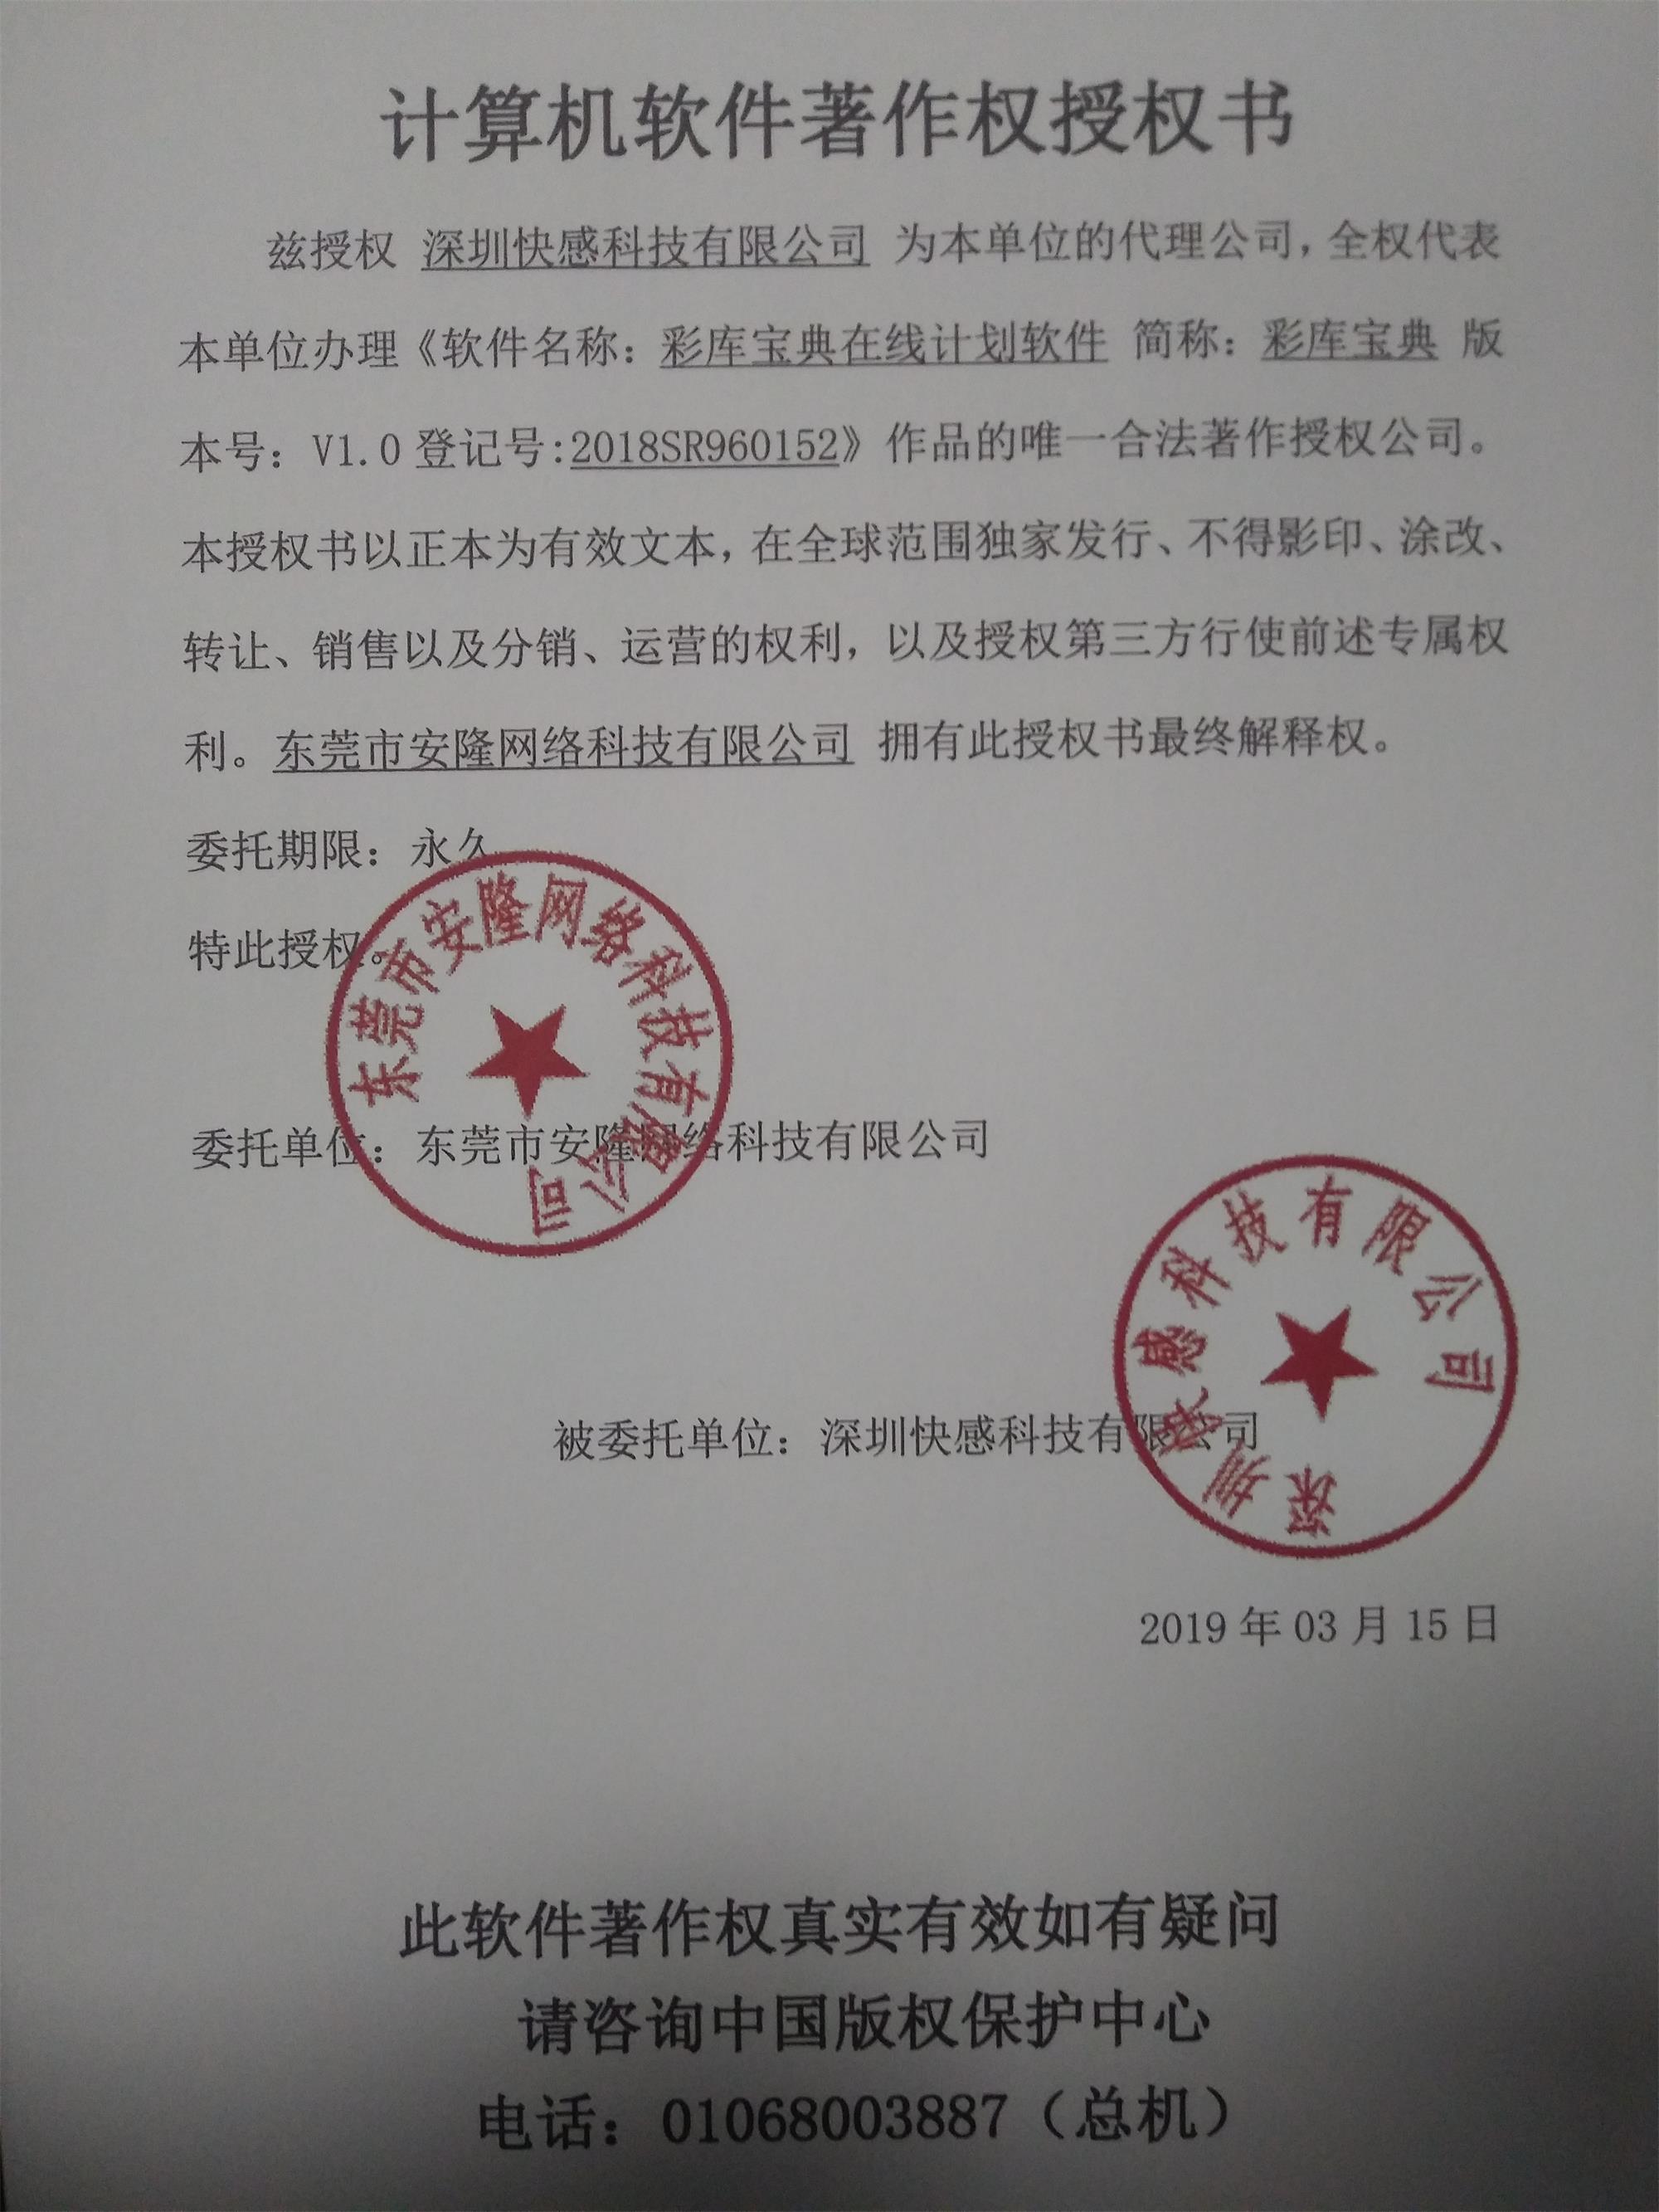 计算机软件著作权授权书
兹授权 深圳快感科技有限公司 为本单位的代理公司，全权代表
本单位办理《软件名称：彩库宝典在线计划软件 简称：彩库宝典 版
本号：V1.0 登记号:2018SR960152》作品的唯一合法著作授权公司。
本授权书以正本为有效文本，在全球范围独家发行、不得影印、涂改、
转让、销售以及分销、运营的权利，以及授权第三方行使前述专属权
利。东莞市安隆网络科技有限公司 拥有此授权书最终解释权。
委托期限：永久
特此授权。
东莞市安隆网络科技有限公司
委托单位：东莞市安隆网络科技有限公司
深圳快感科技有限公司
被委托单位：深圳快感科技有限公司
2019 年 03 月 15 日
此软件著作权真实有效如有疑问
请咨询中国版权保护中心
电话：01068003887（总机）